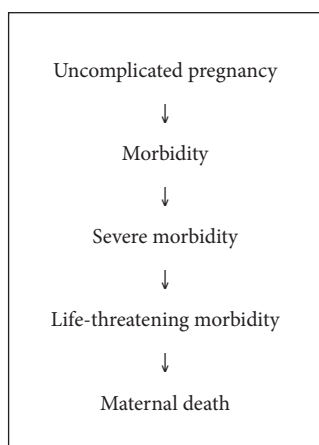 Uncomplicated pregnancy
↓
Morbidity
↓
Severe morbidity
↓
Life-threatening morbidity
↓
Maternal death